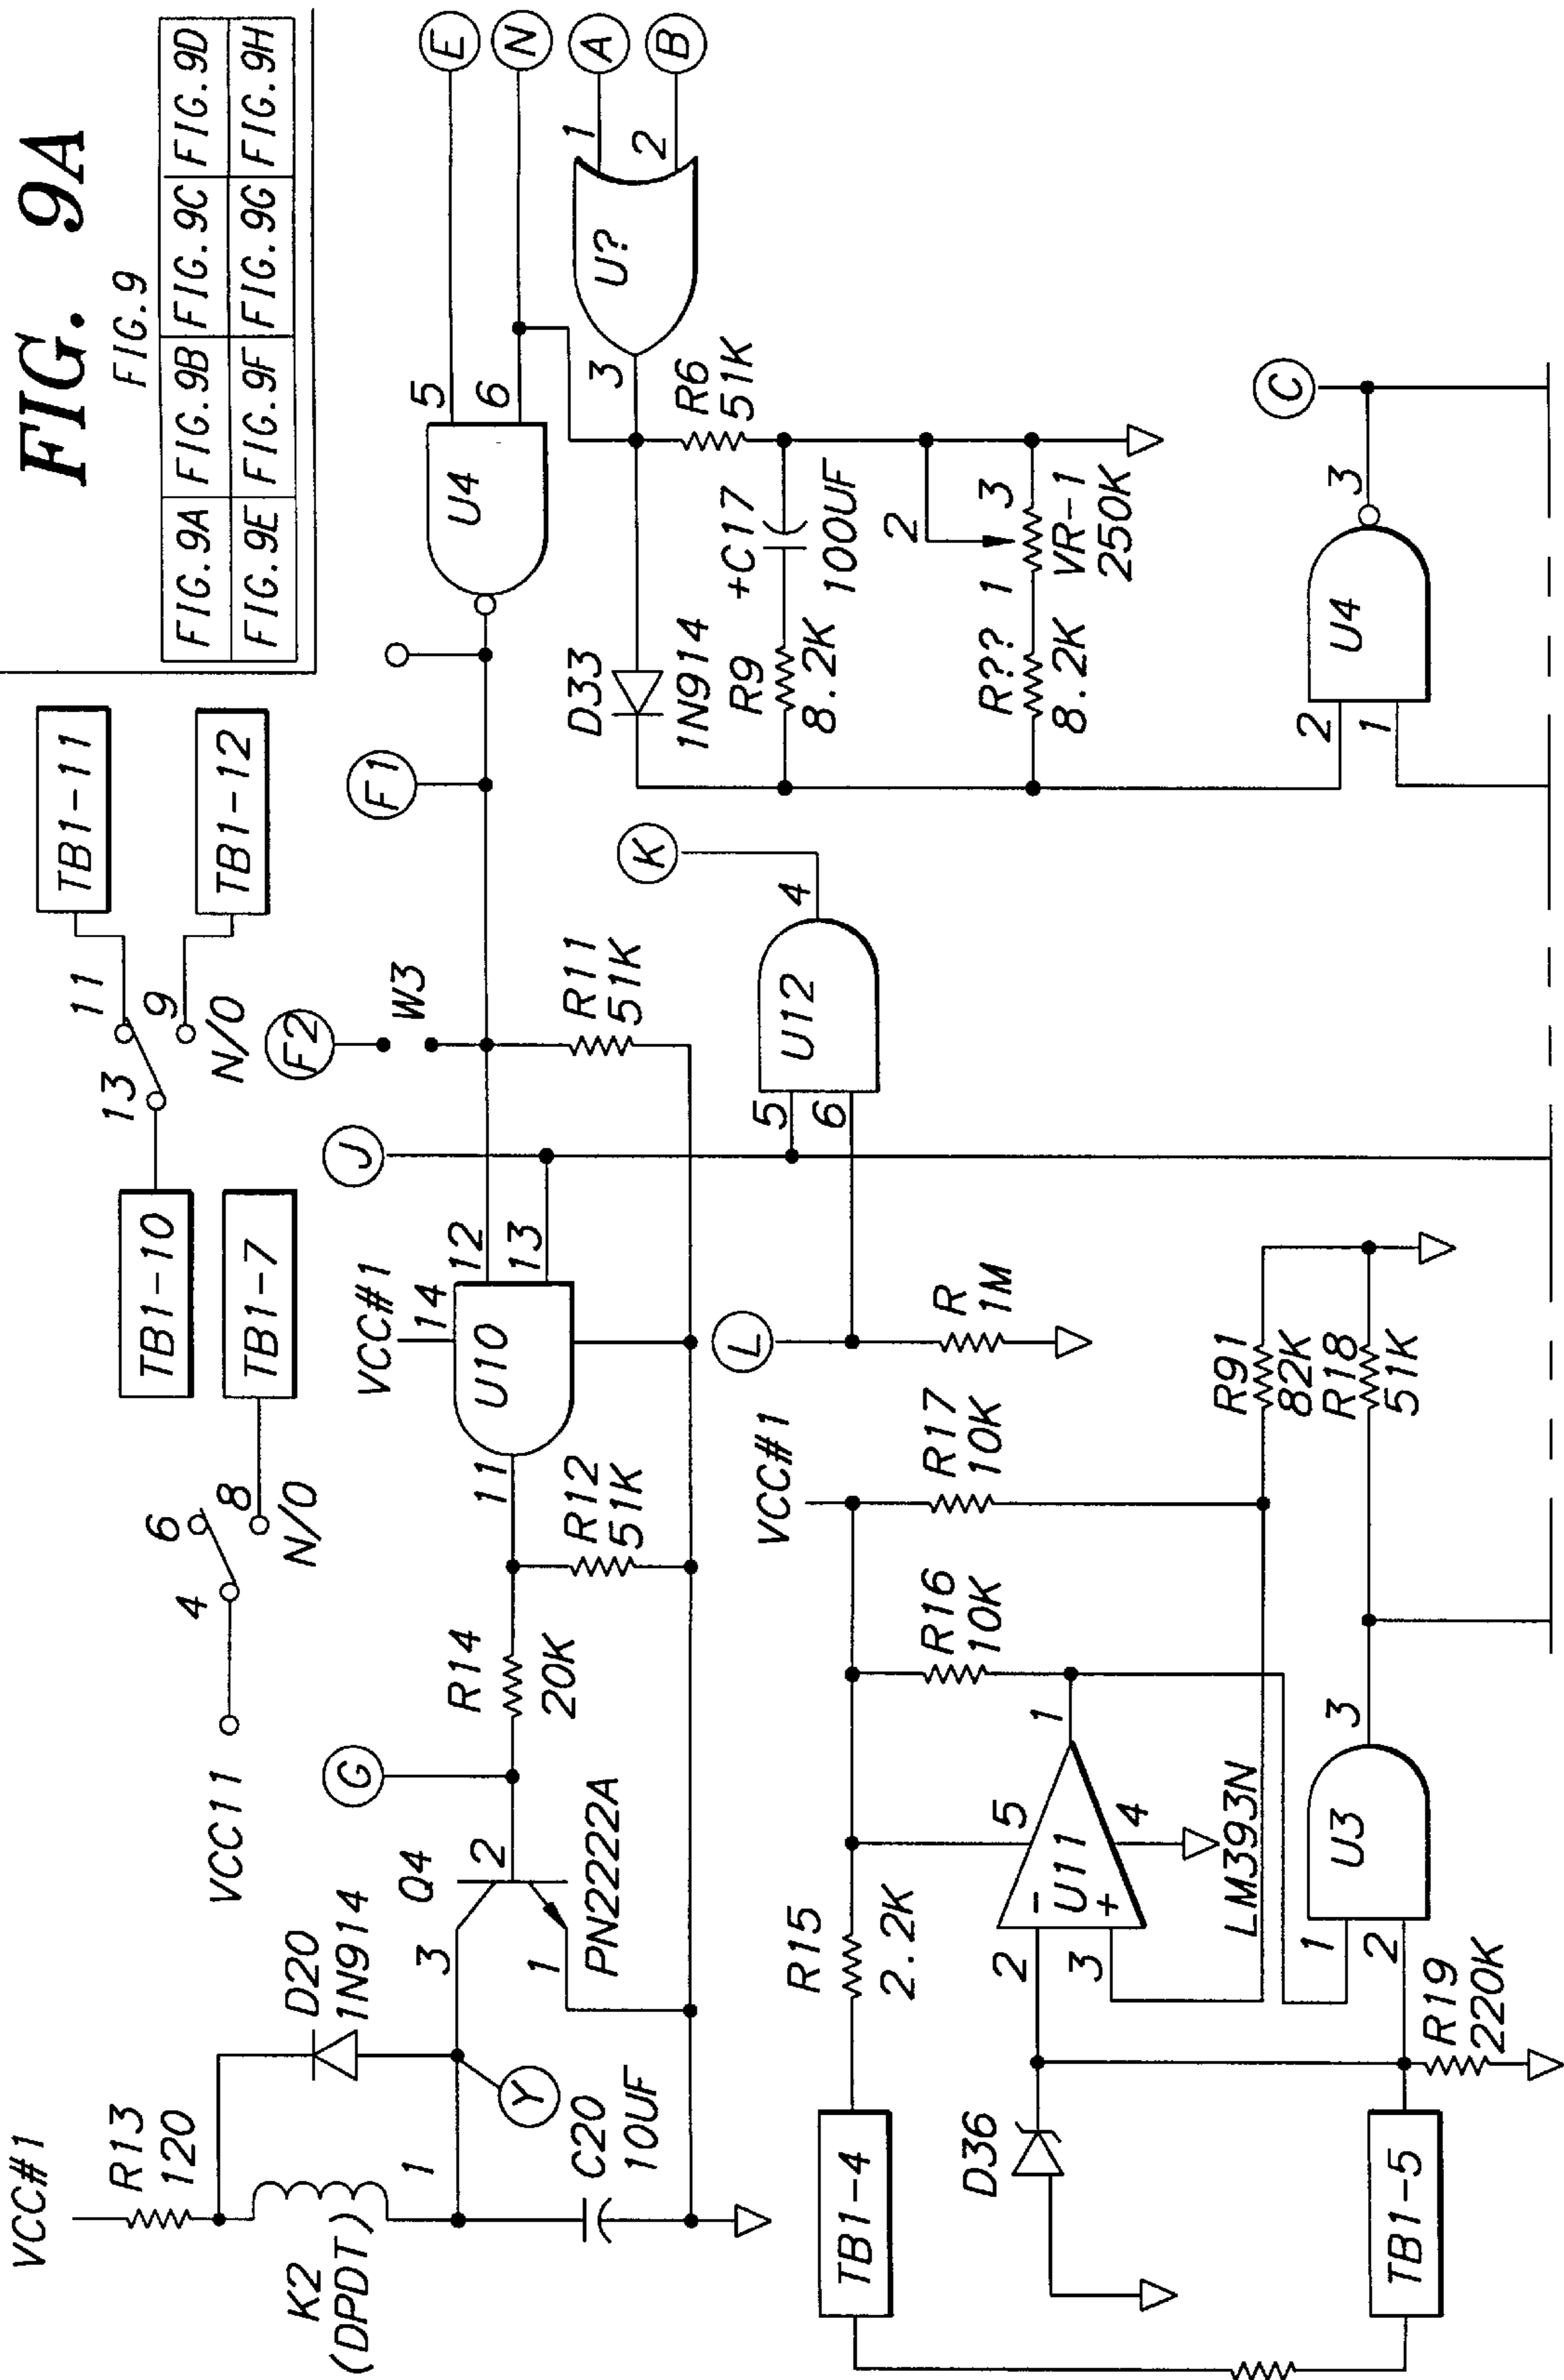 FIG. 9A
FIG.9
FIG.9A FIG.9B FIG.9C FIG.9D
FIG.9E FIG.9F FIG.9G FIG.9H
VCC#1
R13
120
K2
(DPDT)
1
D20
1N914
Y
C20
10UF
VCC11
4
6
8
N/O
TB1-7
TB1-10
13
11
9
N/O
TB1-11
TB1-12
Q4
3
2
1
PN2222A
G
R14
20K
R12
51K
11
U10
VCC#1
14
12
13
J
F2
W3
R11
51K
F1
U4
5
6
E
N
A
B
1
2
U?
3
R6
51K
D33
1N914
R9
8.2K
+C17
100UF
R??
8.2K
1
2
3
VR-1
250K
K
4
U12
5
6
L
R
1M
VCC#1
R17
10K
R16
10K
R15
2.2K
TB1-4
D36
2
3
-
+
U11
5
4
1
LM393N
R91
82K
R18
51K
U3
1
2
3
R19
220K
TB1-5
U4
2
1
3
C